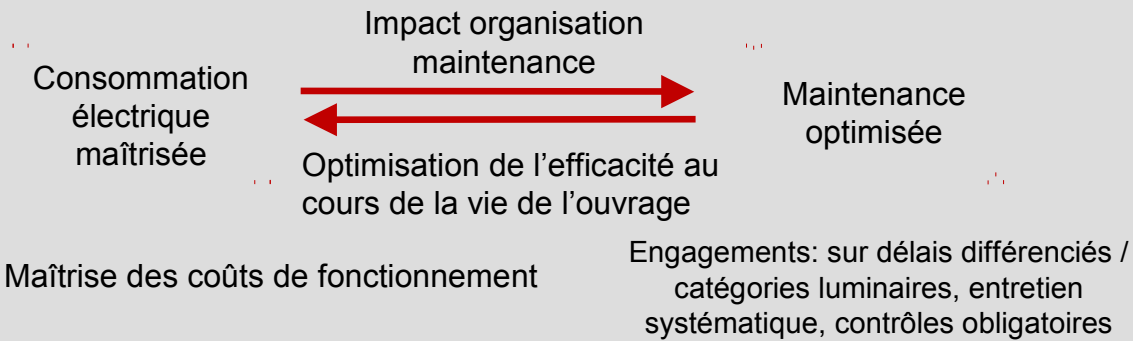 Impact organisation
maintenance
Consommation
électrique
maîtrisée
Maintenance
optimisée
Optimisation de l’efficacité au
cours de la vie de l’ouvrage
Maîtrise des coûts de fonctionnement
Engagements: sur délais différenciés /
catégories luminaires, entretien
systématique, contrôles obligatoires